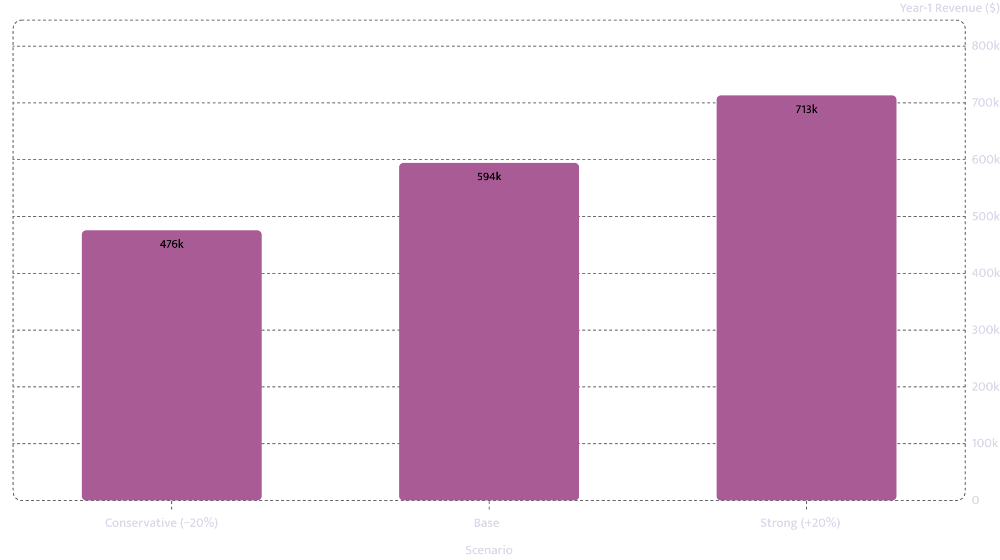 Year-1 Revenue ($)
800k
700k
713k
600k
594k
500k
476k
400k
300k
200k
100k
0
Conservative (−20%)
Base
Strong (+20%)
Scenario